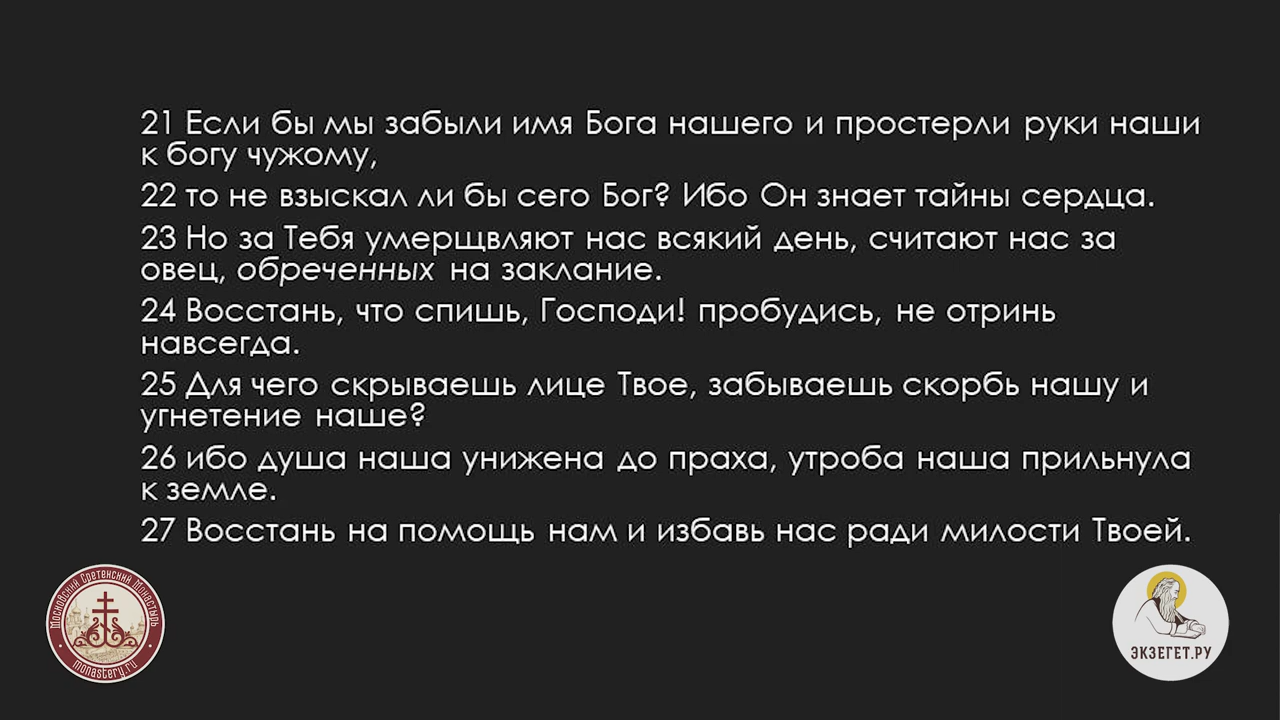 21 Если бы мы забыли имя Бога нашего и простерли руки наши
к богу чужому,
22 то не взыскал ли бы сего Бог? Ибо Он знает тайны сердца.
23 Но за Тебя умерщвляют нас всякий день, считают нас за
овец, обреченных на заклание.
24 Восстань, что спишь, Господи! пробудись, не отринь
навсегда.
25 Для чего скрываешь лице Твое, забываешь скорбь нашу и
угнетение наше?
26 ибо душа наша унижена до праха, утроба наша прильнула
к земле.
27 Восстань на помощь нам и избавь нас ради милости Твоей.
Московский Сретенский Монастырь
monastery.ru
ЭКЗЕГЕТ.РУ